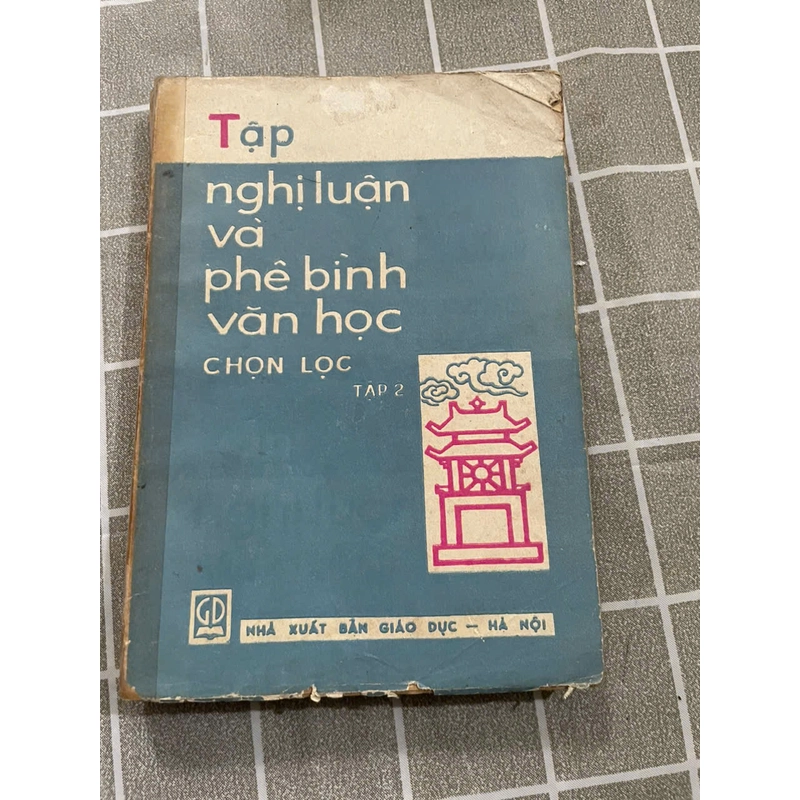 Tập
nghị luận
và
phê bình
văn học
CHỌN LỌC
TẬP 2
GD
NHÀ XUẤT BẢN GIÁO DỤC — HÀ NỘI